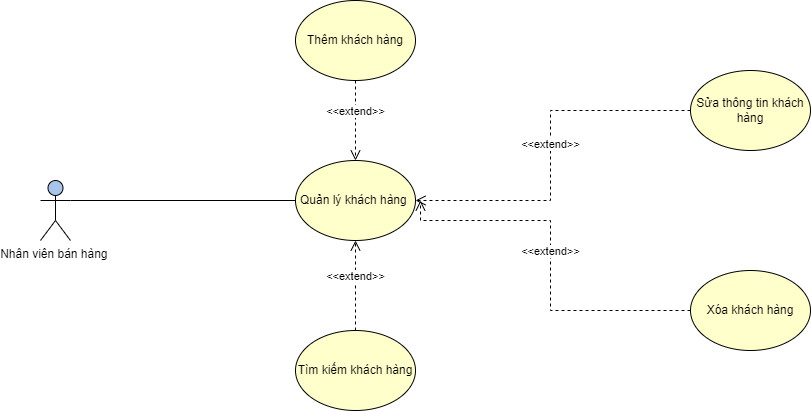 Thêm khách hàng
<<extend>>
Sửa thông tin khách
hàng
<<extend>>
Quản lý khách hàng
Nhân viên bán hàng
<<extend>>
<<extend>>
Xóa khách hàng
Tìm kiếm khách hàng